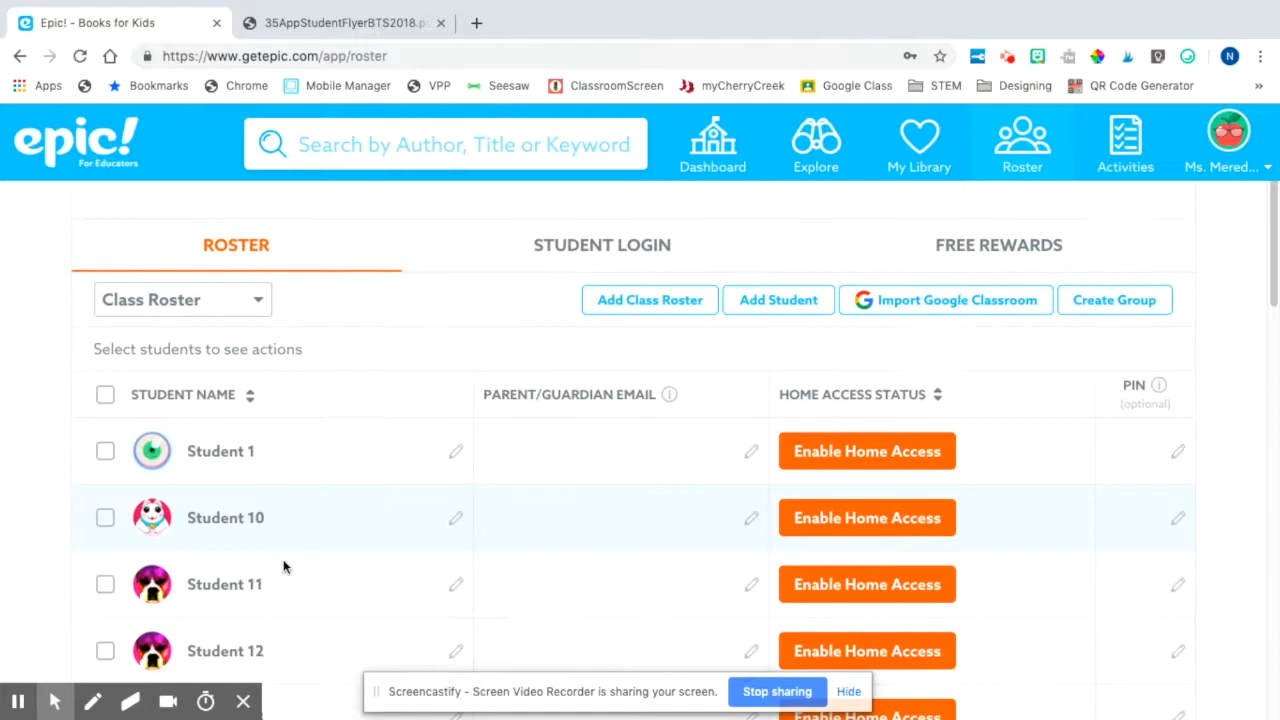 Epic! - Books for Kids
35AppStudentFlyerBTS2018.p
https://www.getepic.com/app/roster
N
Apps Bookmarks Chrome Mobile Manager VPP Seesaw ClassroomScreen myCherryCreek Google Class STEM Designing QR Code Generator »
epic!
For Educators
Search by Author, Title or Keyword
Dashboard Explore My Library Roster Activities Ms. Mered...
ROSTER STUDENT LOGIN FREE REWARDS
Class Roster Add Class Roster Add Student Import Google Classroom Create Group
Select students to see actions
STUDENT NAME PARENT/GUARDIAN EMAIL HOME ACCESS STATUS PIN
(optional)
Student 1 Enable Home Access
Student 10 Enable Home Access
Student 11 Enable Home Access
Student 12 Enable Home Access
Screencastify - Screen Video Recorder is sharing your screen. Stop sharing Hide
Enable Home Access